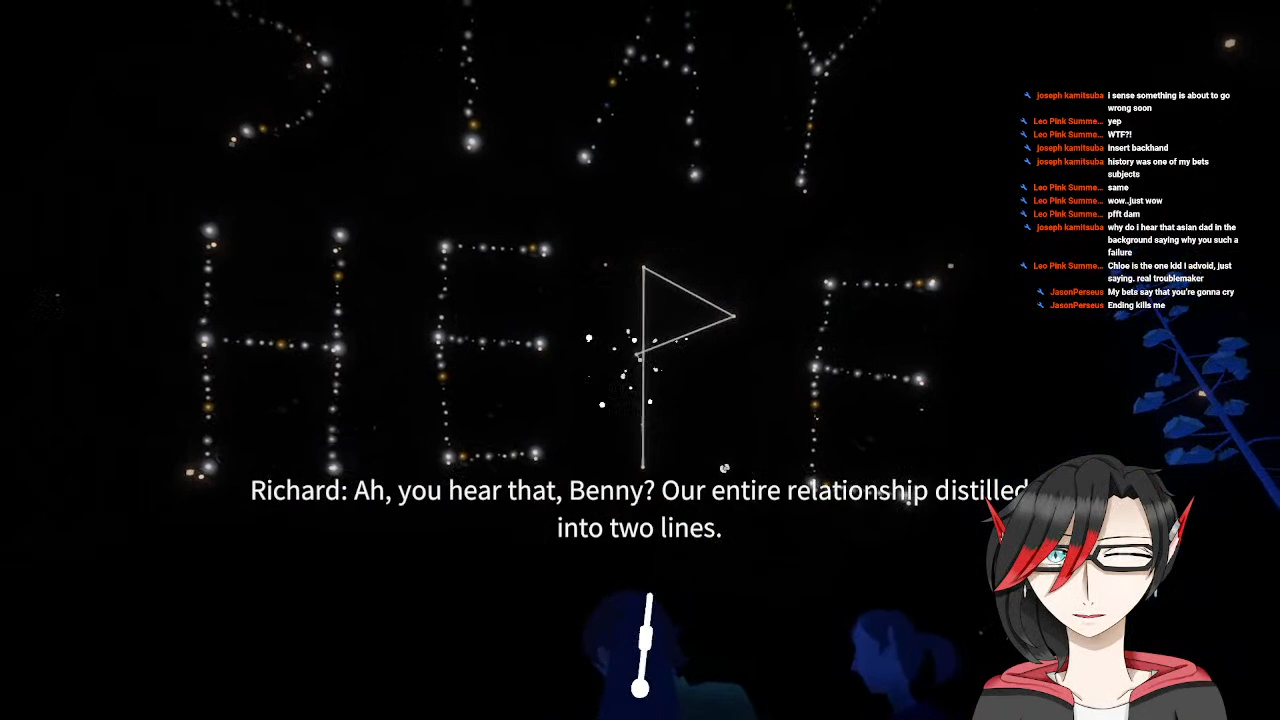 STAY
HEPF
joseph kamitsuba i sense something is about to go
wrong soon
Leo Pink Summe... yep
Leo Pink Summe... WTF?!
joseph kamitsuba Insert backhand
joseph kamitsuba history was one of my bets
subjects
Leo Pink Summe... same
Leo Pink Summe... wow..just wow
Leo Pink Summe... pfft dam
joseph kamitsuba why do i hear that asian dad in the
background saying why you such a
failure
Leo Pink Summe... Chloe is the one kid I advoid, just
saying. real troublemaker
JasonPerseus My bets say that you're gonna cry
JasonPerseus Ending kills me
Richard: Ah, you hear that, Benny? Our entire relationship distilled
into two lines.